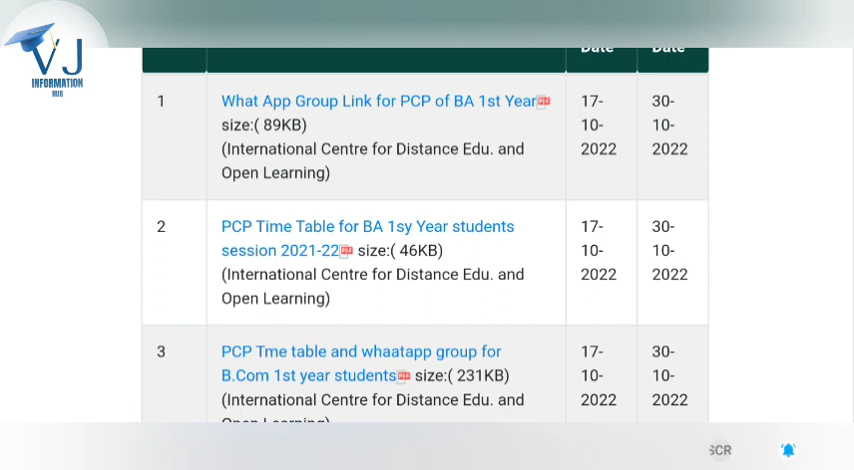 VJ
INFORMATION
HUB
Date Date
1 What App Group Link for PCP of BA 1st Year 17- 30-
size:( 89KB) 10- 10-
(International Centre for Distance Edu. and 2022 2022
Open Learning)
2 PCP Time Table for BA 1sy Year students 17- 30-
session 2021-22 size:( 46KB) 10- 10-
(International Centre for Distance Edu. and 2022 2022
Open Learning)
3 PCP Tme table and whaatapp group for 17- 30-
B.Com 1st year students size:( 231KB) 10- 10-
(International Centre for Distance Edu. and 2022 2022
Open Learning)
SCR